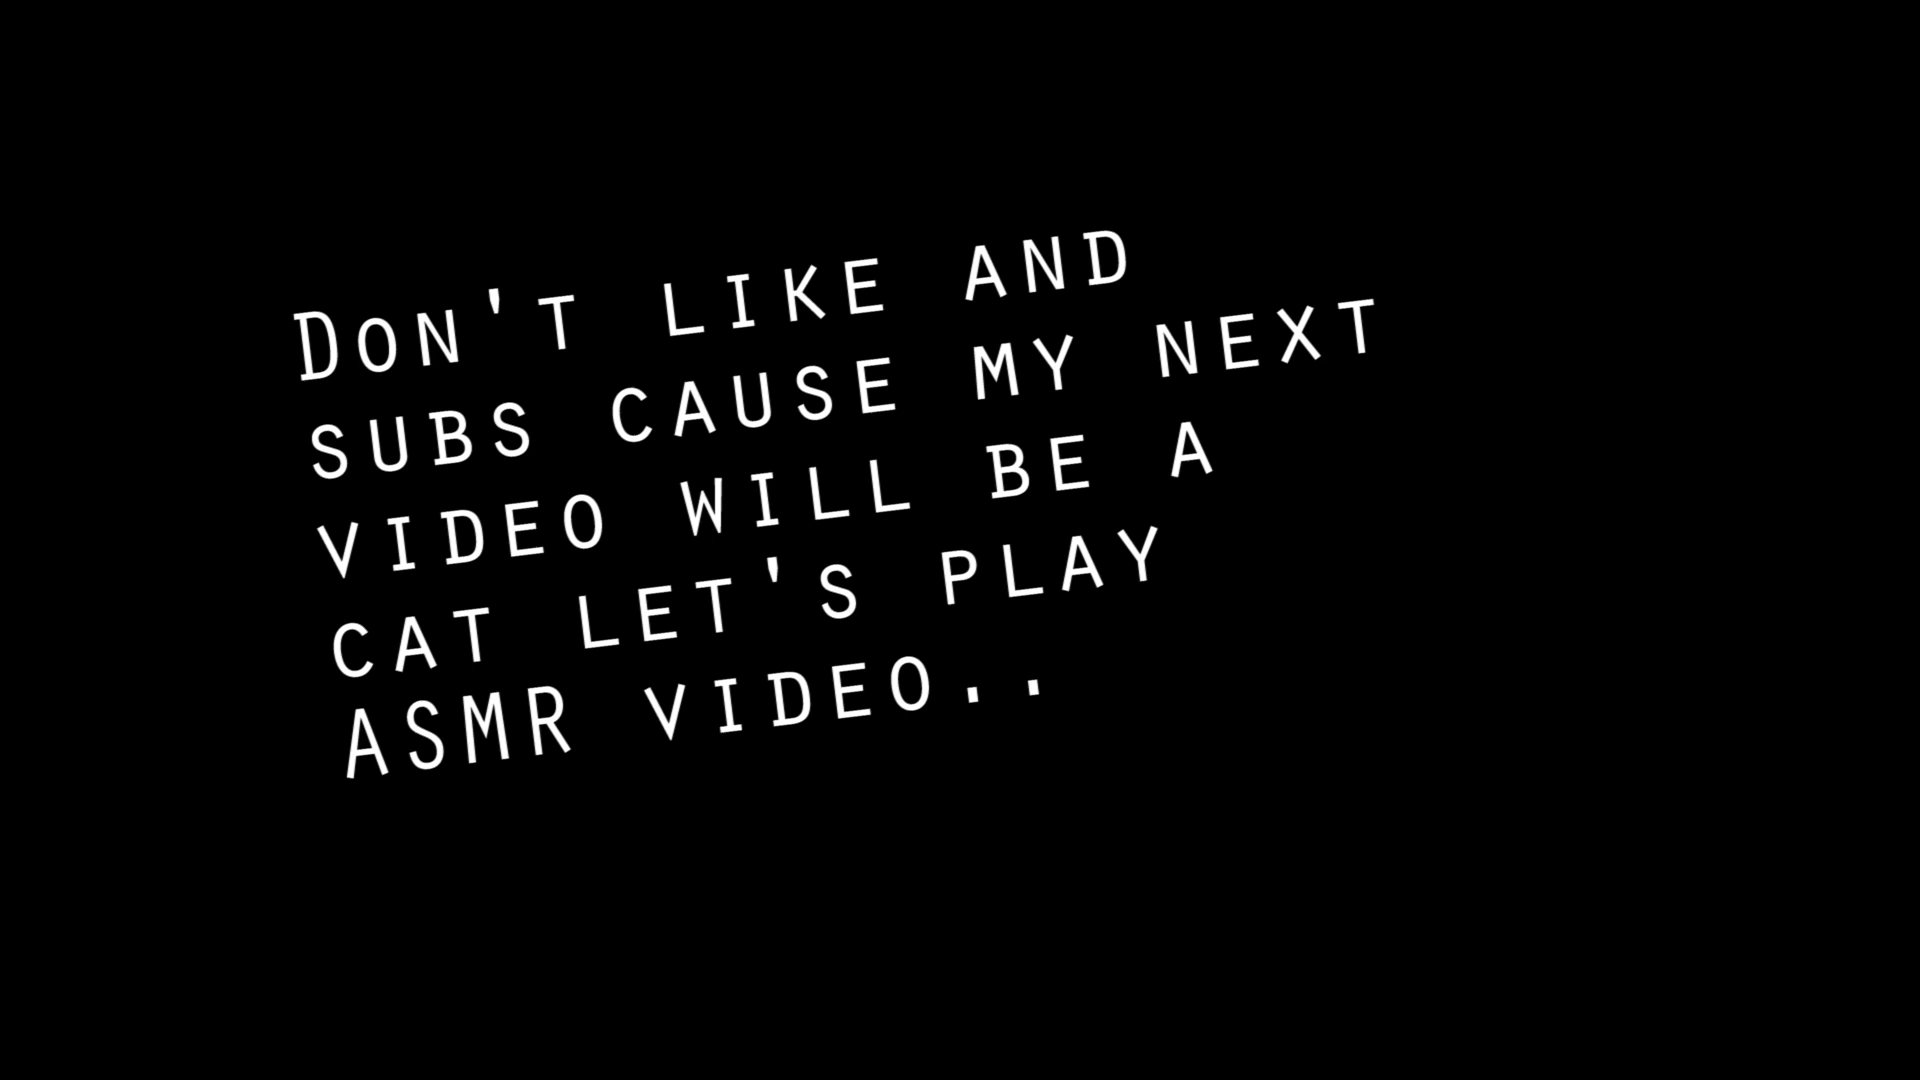 Don't like and
subs cause my next
video will be a
cat let's play
ASMR video..